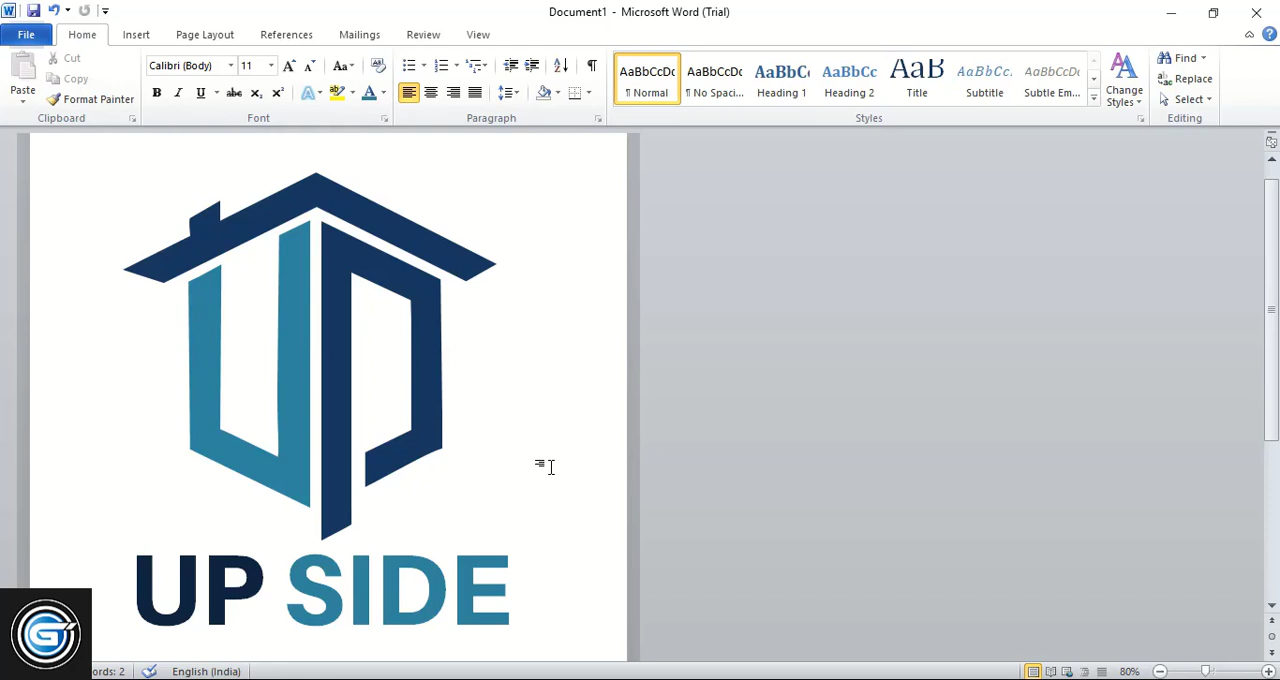 Document1 - Microsoft Word (Trial)
File Home Insert Page Layout References Mailings Review View
Paste
Cut
Copy
Format Painter
Clipboard
Calibri (Body) 11
Font
Paragraph
AaBbCcDc AaBbCcDc AaBbCc AaBbCc AaB AaBbCc. AaBbCcDc
¶ Normal ¶ No Spaci... Heading 1 Heading 2 Title Subtitle Subtle Em...
Change Styles
Styles
Find
Replace
Select
Editing
UP SIDE
ords: 2 English (India) 80%